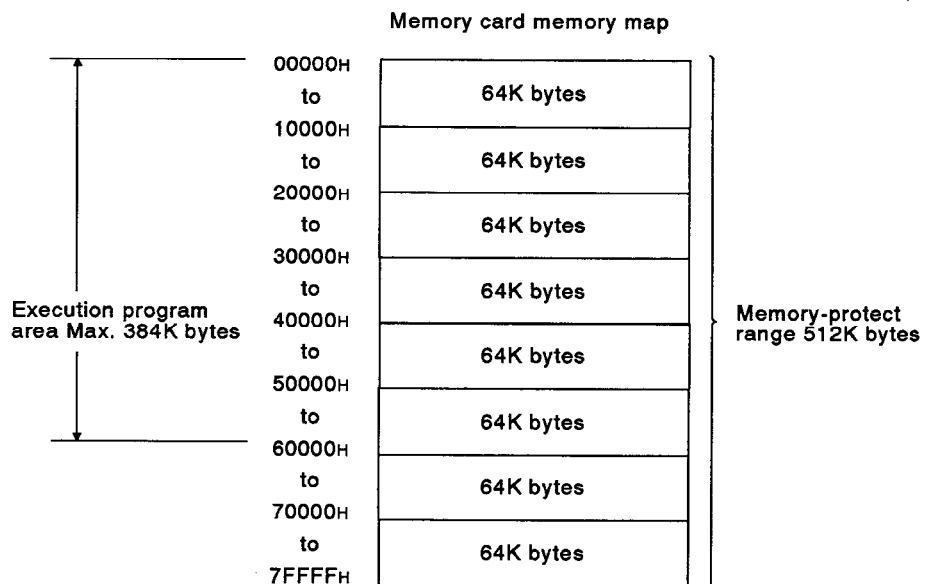 Memory card memory map
00000H
to
10000H
to
20000H
to
30000H
to
40000H
to
50000H
to
60000H
to
70000H
to
7FFFFH
64K bytes
64K bytes
64K bytes
64K bytes
64K bytes
64K bytes
64K bytes
64K bytes
Execution program
area Max. 384K bytes
Memory-protect
range 512K bytes